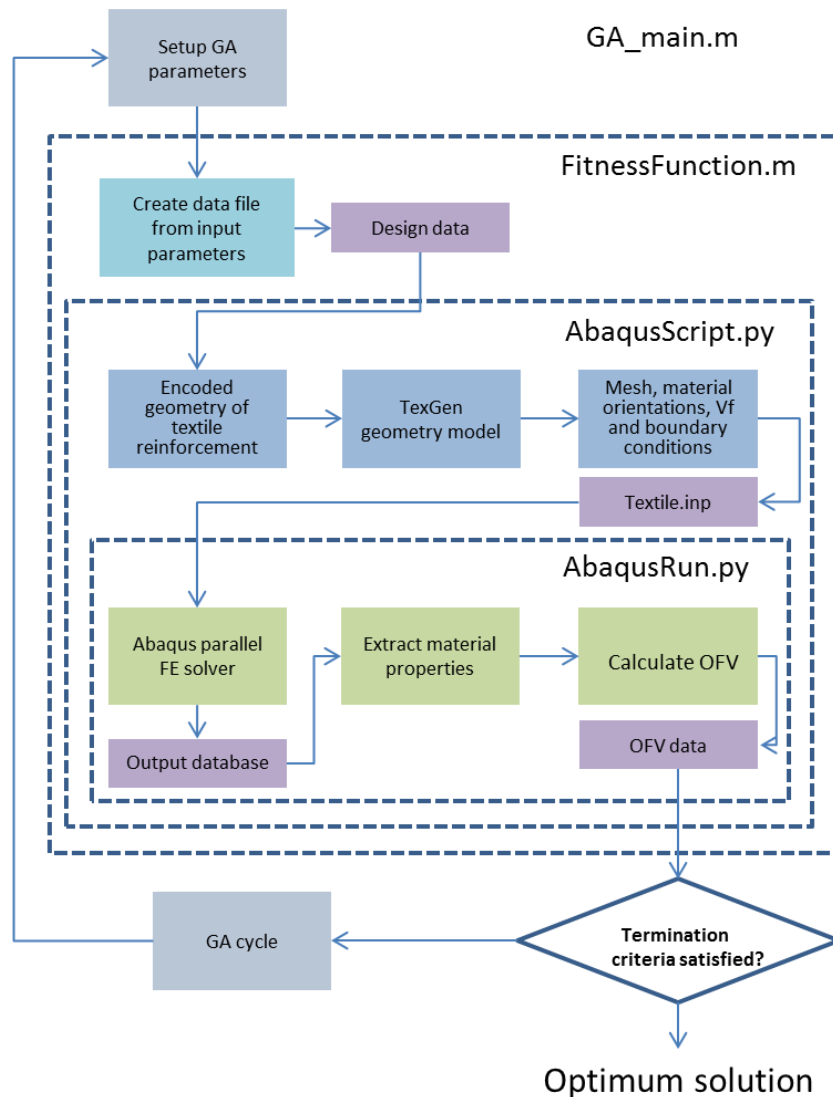 GA_main.m
Setup GA
parameters
FitnessFunction.m
Create data file
from input
parameters
Design data
AbaqusScript.py
Encoded
geometry of
textile
reinforcement
TexGen
geometry model
Mesh, material
orientations, Vf
and boundary
conditions
Textile.inp
AbaqusRun.py
Abaqus parallel
FE solver
Extract material
properties
Calculate OFV
Output database
OFV data
GA cycle
Termination
criteria satisfied?
Optimum solution